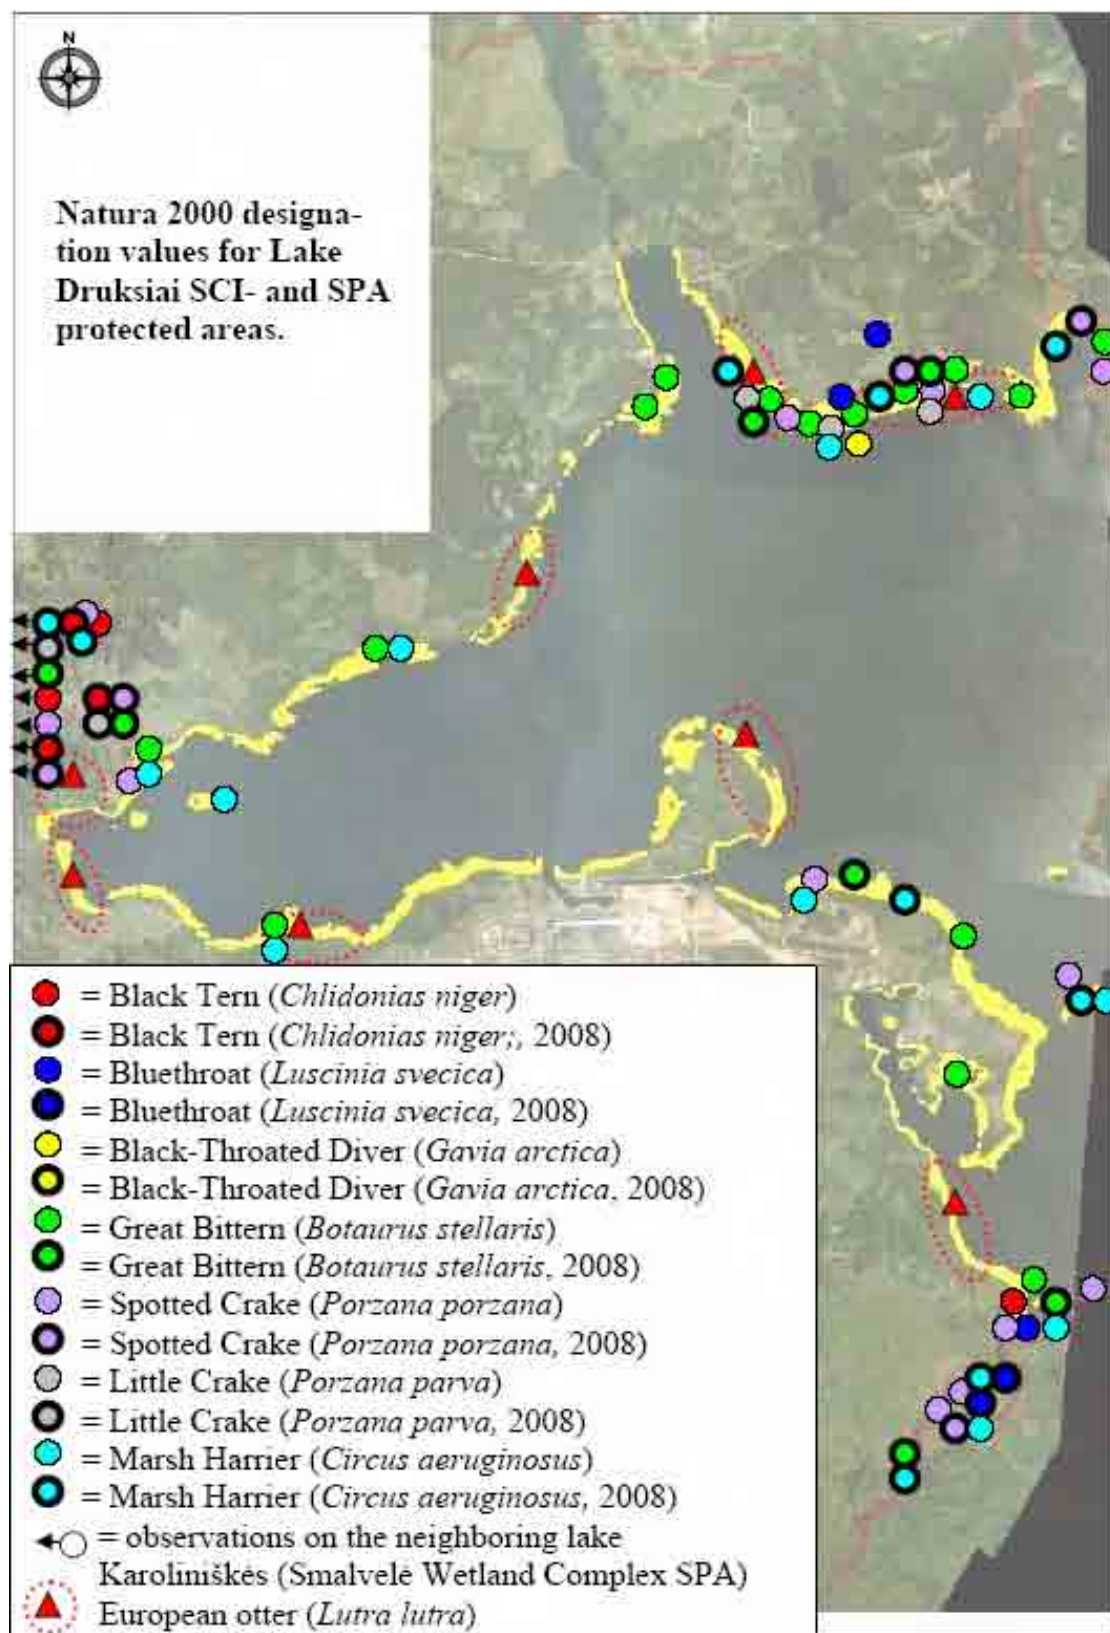 N
Natura 2000 designa-
tion values for Lake
Druksiai SCI- and SPA
protected areas.
= Black Tern (Chlidonias niger)
= Black Tern (Chlidonias niger;, 2008)
= Bluethroat (Luscinia svecica)
= Bluethroat (Luscinia svecica, 2008)
= Black-Throated Diver (Gavia arctica)
= Black-Throated Diver (Gavia arctica, 2008)
= Great Bittern (Botaurus stellaris)
= Great Bittern (Botaurus stellaris, 2008)
= Spotted Crake (Porzana porzana)
= Spotted Crake (Porzana porzana, 2008)
= Little Crake (Porzana parva)
= Little Crake (Porzana parva, 2008)
= Marsh Harrier (Circus aeruginosus)
= Marsh Harrier (Circus aeruginosus, 2008)
= observations on the neighboring lake
Karoliniškės (Smalvelė Wetland Complex SPA)
European otter (Lutra lutra)